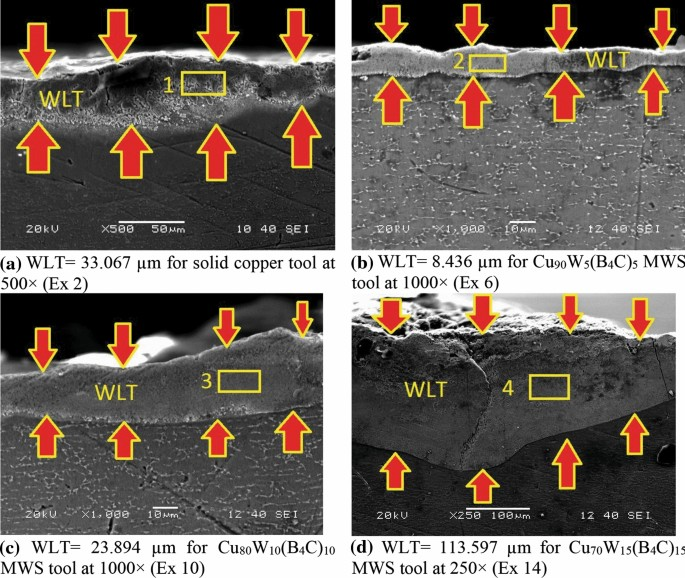 1
WLT
20kV X500 50µm 10 40 SEI
(a) WLT= 33.067 µm for solid copper tool at
500× (Ex 2)
2
WLT
20kV X1,000 10µm 12 40 SEI
(b) WLT= 8.436 µm for Cu90W5(B4C)5 MWS
tool at 1000× (Ex 6)
3
WLT
20kV X1,000 10µm 12 40 SEI
(c) WLT= 23.894 µm for Cu80W10(B4C)10
MWS tool at 1000× (Ex 10)
WLT 4
20kV X250 100µm 12 40 SEI
(d) WLT= 113.597 µm for Cu70W15(B4C)15
MWS tool at 250× (Ex 14)